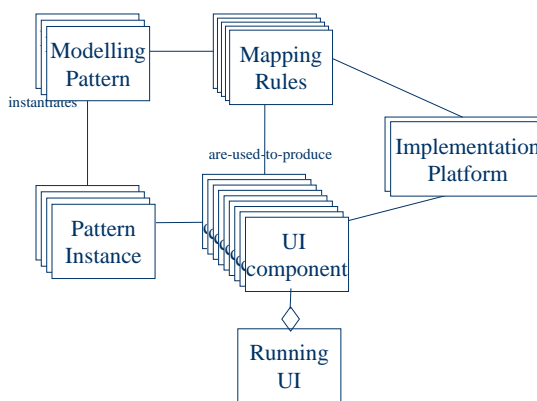 Modelling
Pattern
Mapping
Rules
instantiates
are-used-to-produce
Implementation
Platform
Pattern
Instance
UI
component
Running
UI